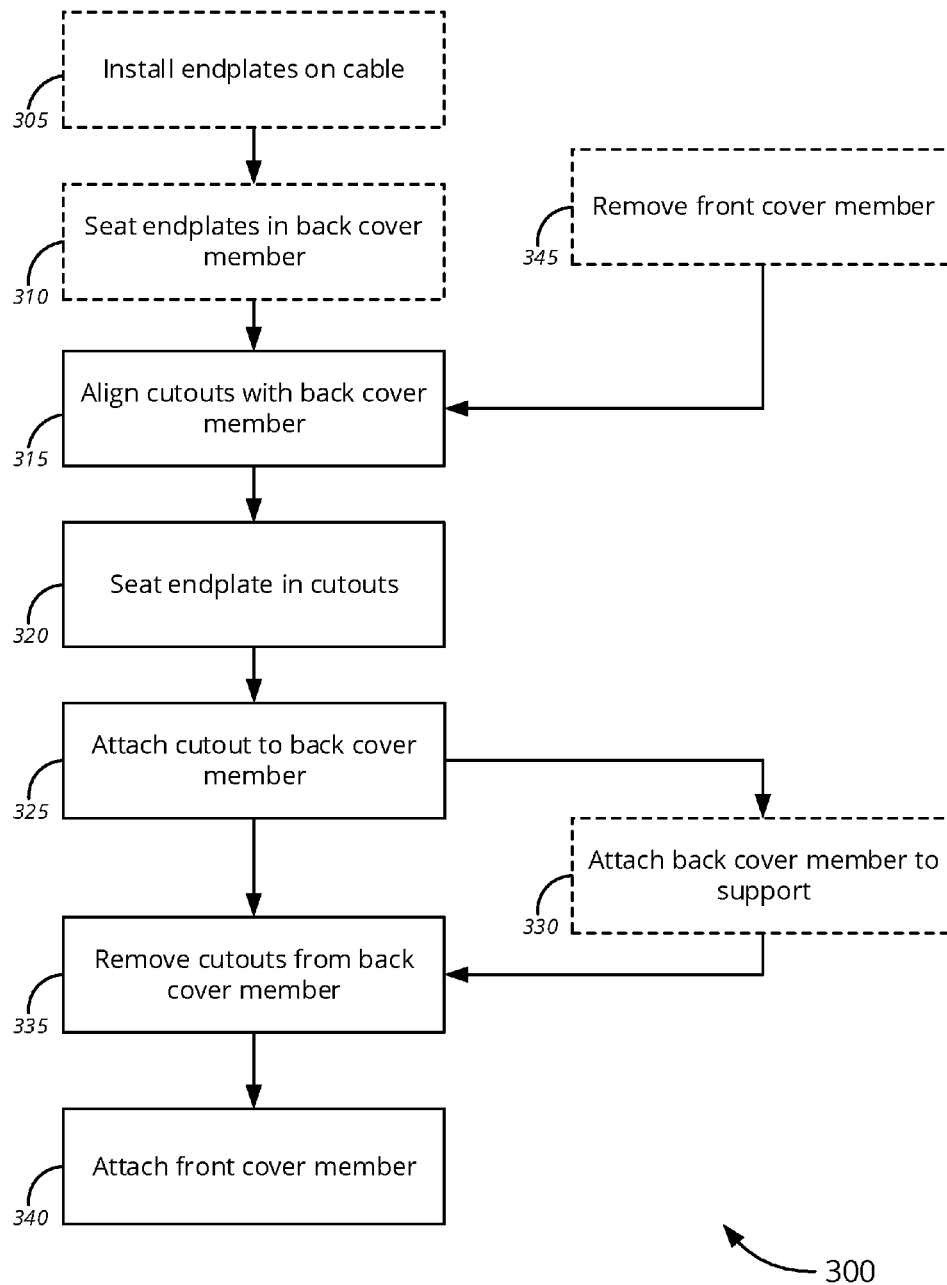 Install endplates on cable
305
Seat endplates in back cover
member
310
Remove front cover member
345
Align cutouts with back cover
member
315
Seat endplate in cutouts
320
Attach cutout to back cover
member
325
Attach back cover member to
support
330
Remove cutouts from back
cover member
335
Attach front cover member
340
300